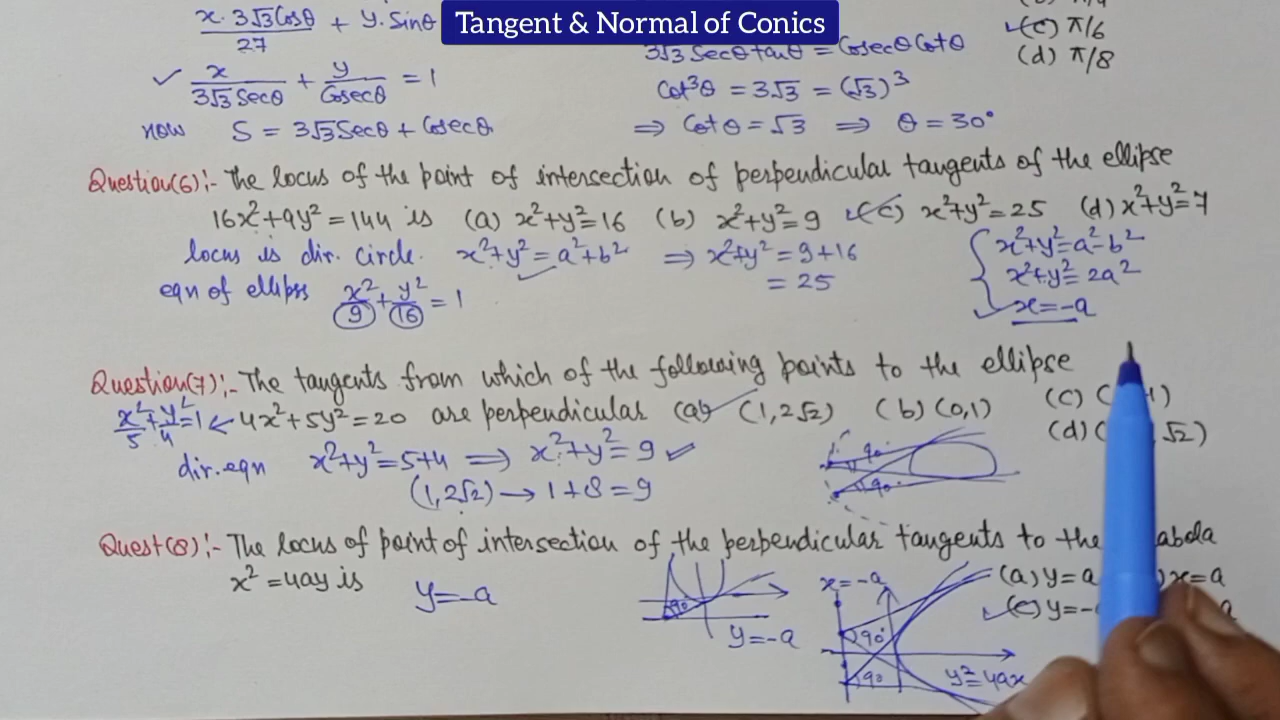 Tangent & Normal of Conics
x.3√3Cosθ/27 + y.Sinθ
✓ x/3√3Secθ + y/Cosecθ = 1
now S = 3√3Secθ + Cosecθ
3√3 Secθ tanθ = Cosecθ Cotθ
Cot³θ = 3√3 = (√3)³
⇒ Cotθ = √3 ⇒ θ = 30°
✓(c) π/6
(d) π/8
Question(6):- The locus of the point of intersection of perpendicular tangents of the ellipse
16x²+9y²=144 is (a) x²+y²=16 (b) x²+y²=9 ✓(c) x²+y²=25 (d) x²+y²=7
locus is dir. circle. x²+y²=a²+b² ⇒ x²+y²=9+16
= 25
eqn of ellipse x²/9 + y²/16 = 1
x²+y²=a²-b²
x²+y²=2a²
✓ x=-a
Question(7):- The tangents from which of the following points to the ellipse
x²/5+y²/4=1 ← 4x²+5y²=20 are perpendicular (a) ✓ (1,2√2) (b) (0,1) (c)
(d) √2)
dir. eqn x²+y²=5+4 ⇒ x²+y²=9 ✓
(1,2√2) → 1+8=9
90°
90°
Quest(8):- The locus of point of intersection of the perpendicular tangents to the
x²=4ay is y=-a
(a) y=a x=a
✓(c) y=-
90
y=-a
x=-a
90°
90
y²=4ax